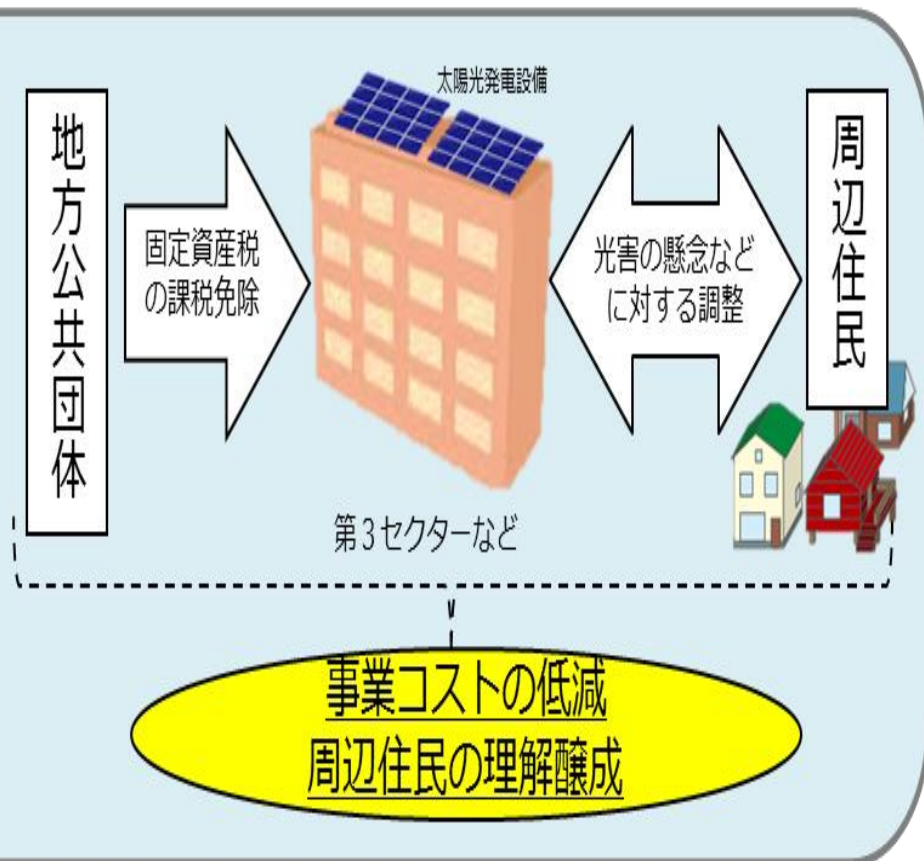 太陽光発電設備
地方公共団体
固定資産税
の課税免除
光害の懸念など
に対する調整
周辺住民
第3セクターなど
事業コストの低減
周辺住民の理解醸成